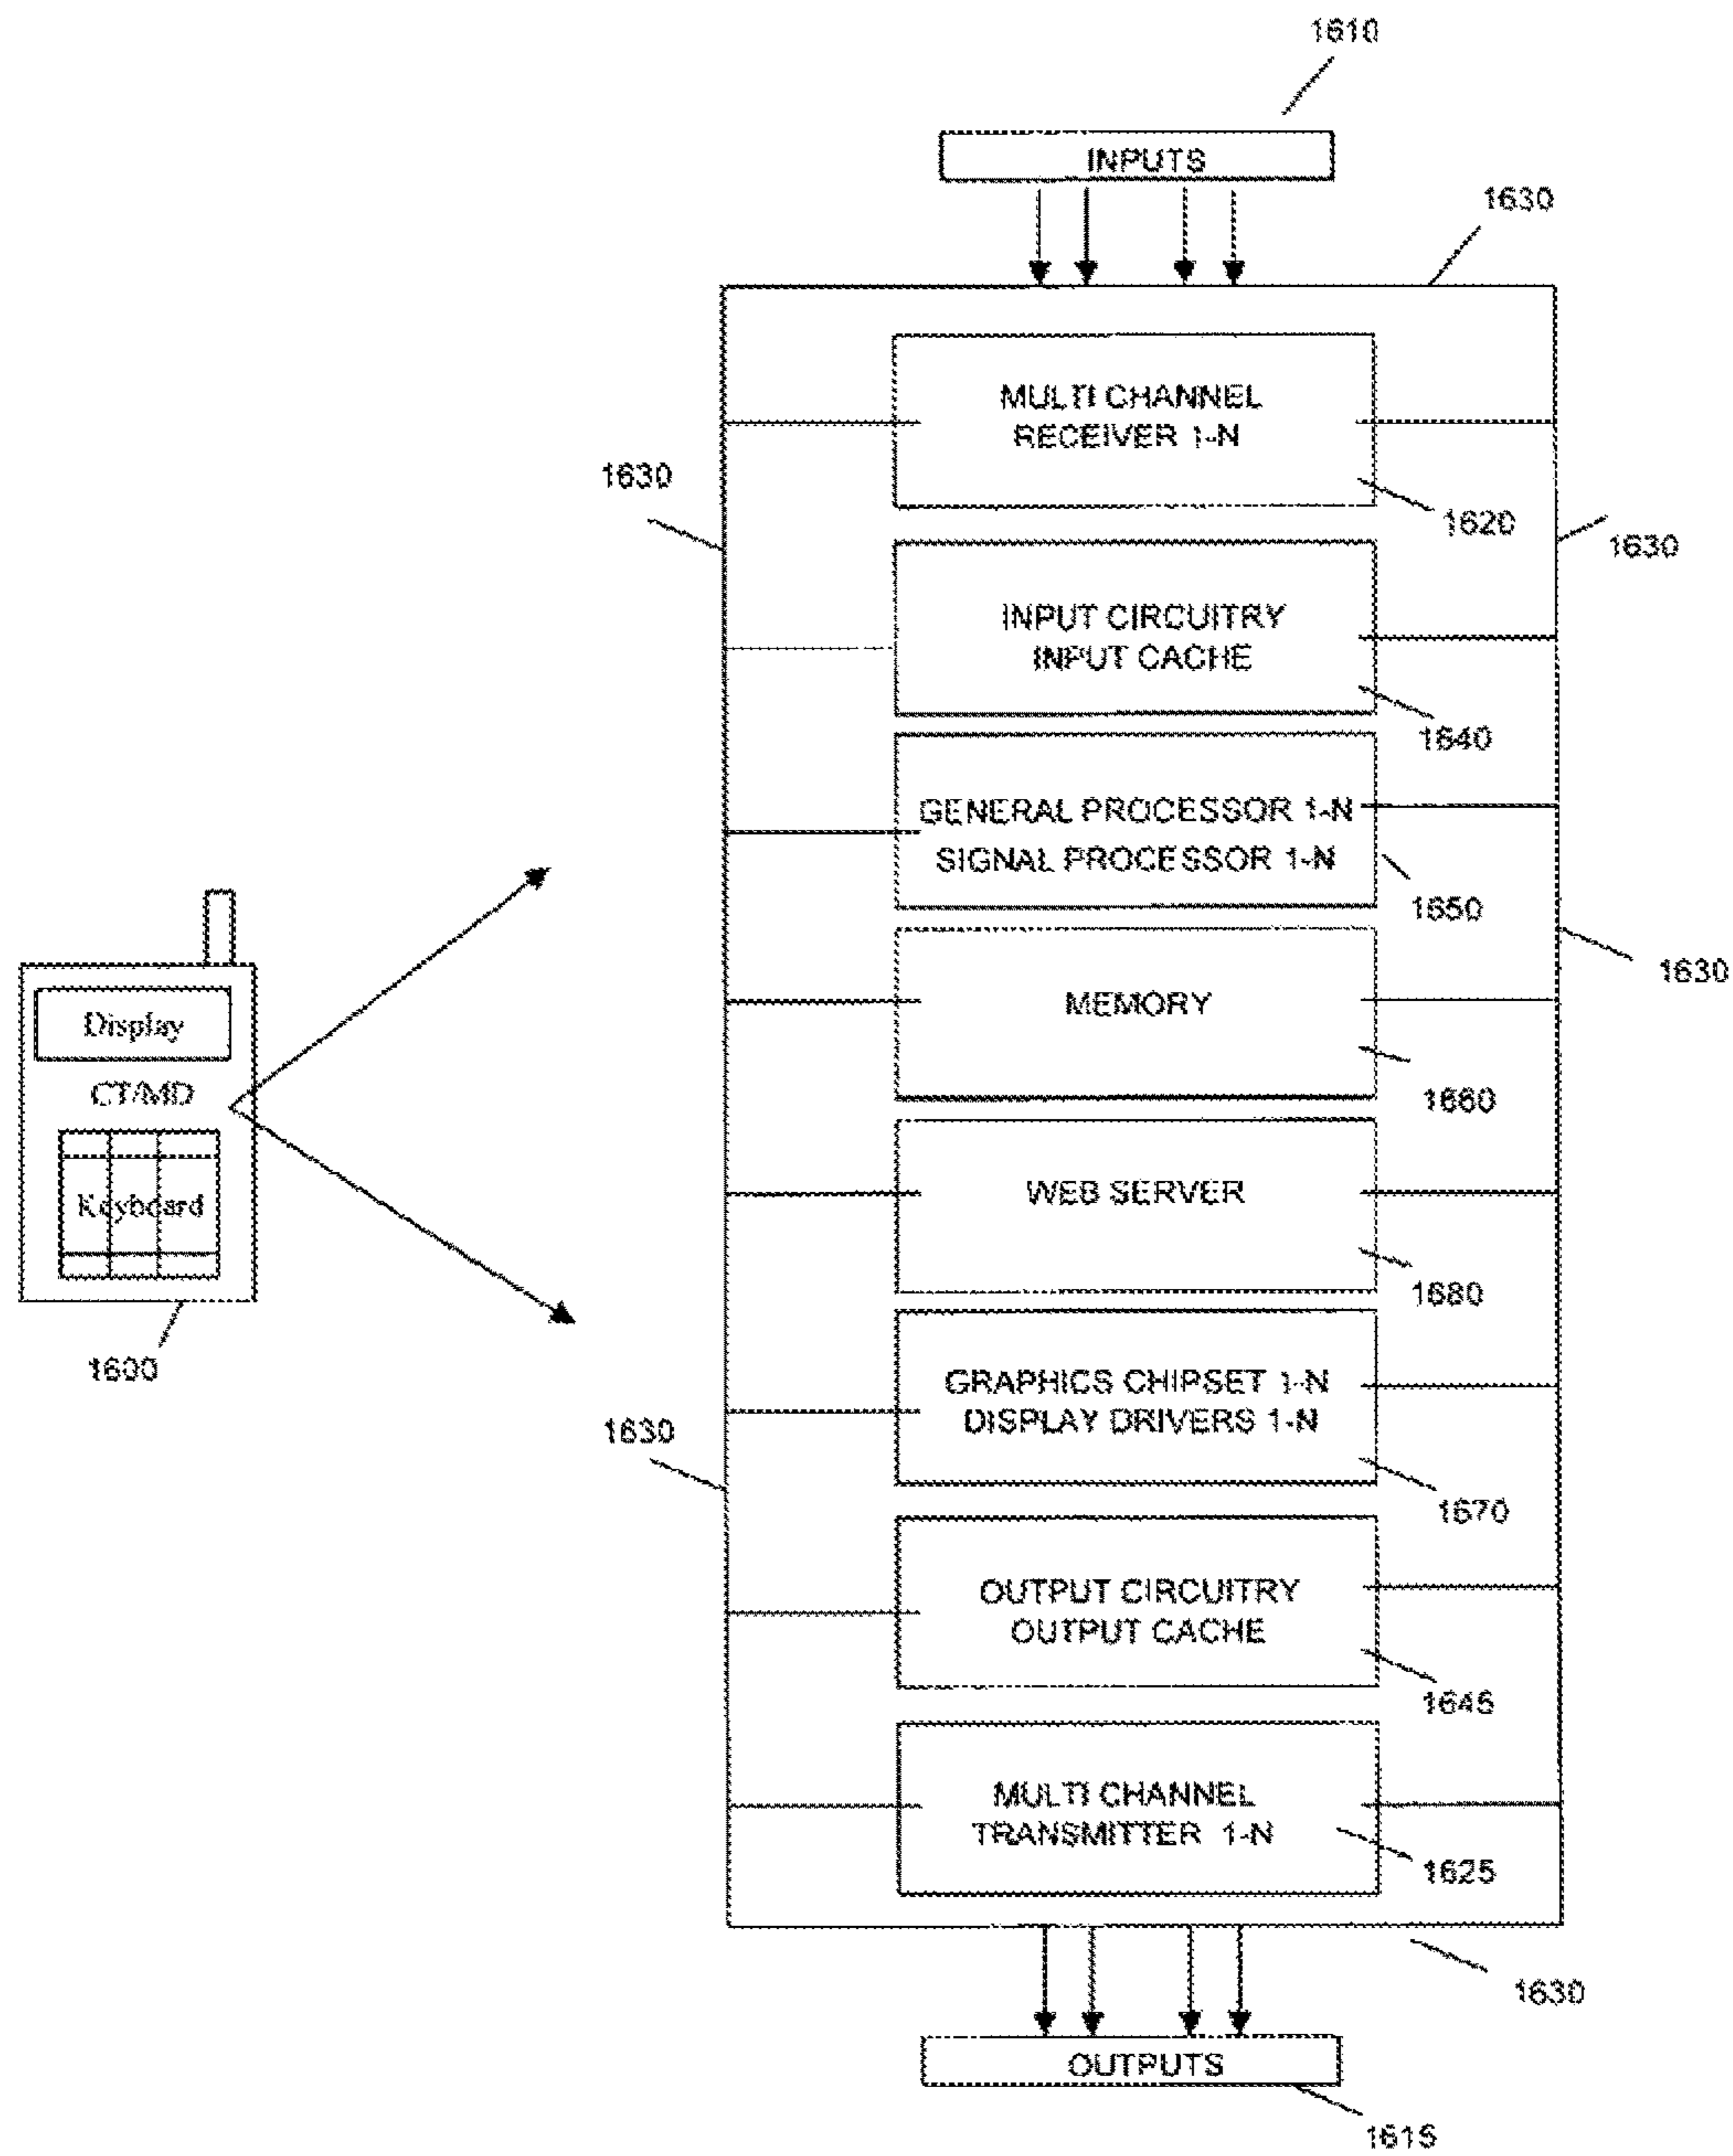 1610
INPUTS
1630
MULTI CHANNEL
RECEIVER 1-N
1630
1620
1630
INPUT CIRCUITRY
INPUT CACHE
1640
GENERAL PROCESSOR 1-N
SIGNAL PROCESSOR 1-N
1650
1630
MEMORY
1660
Display
CT/MD
Keyboard
1600
WEB SERVER
1680
GRAPHICS CHIPSET 1-N
DISPLAY DRIVERS 1-N
1630
1670
OUTPUT CIRCUITRY
OUTPUT CACHE
1645
MULTI CHANNEL
TRANSMITTER 1-N
1625
1630
OUTPUTS
1615